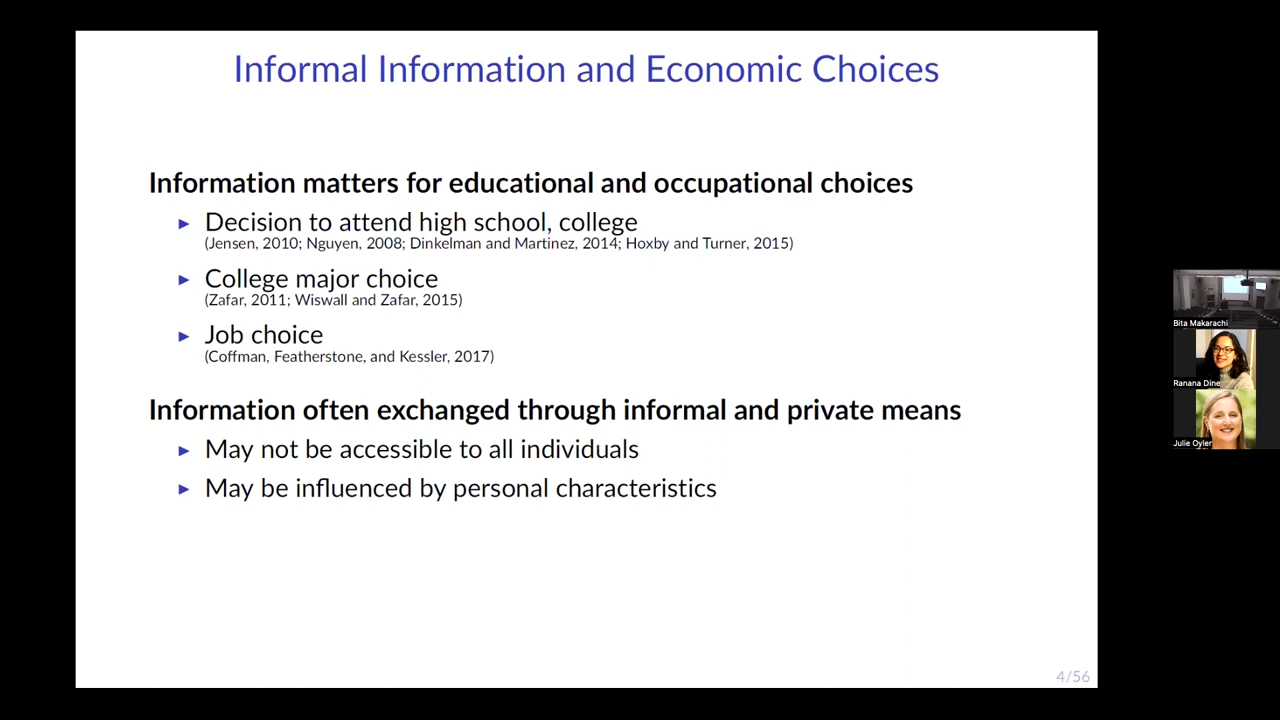 Informal Information and Economic Choices
Information matters for educational and occupational choices
► Decision to attend high school, college
(Jensen, 2010; Nguyen, 2008; Dinkelman and Martinez, 2014; Hoxby and Turner, 2015)
► College major choice
(Zafar, 2011; Wiswall and Zafar, 2015)
► Job choice
(Coffman, Featherstone, and Kessler, 2017)
Information often exchanged through informal and private means
► May not be accessible to all individuals
► May be influenced by personal characteristics
4/56
Bita Makarachi
Ranana Dine
Julie Oyler